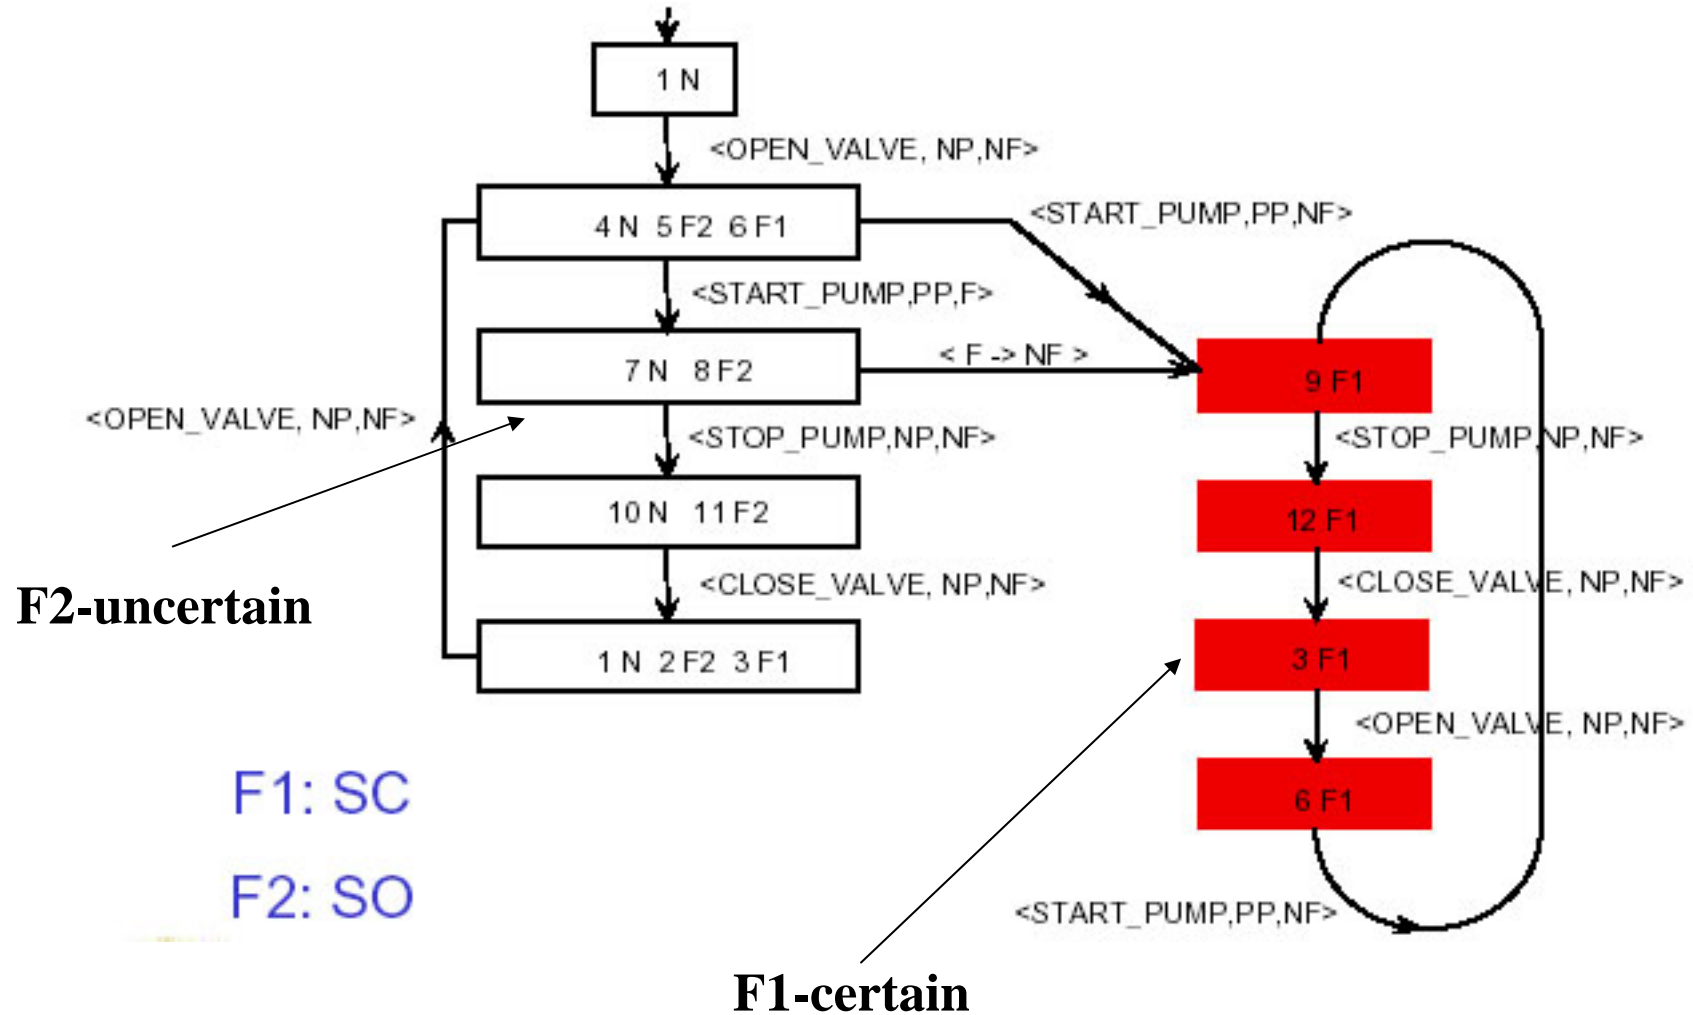 1 N
<OPEN_VALVE, NP,NF>
4 N 5 F2 6 F1
<START_PUMP,PP,NF>
<START_PUMP,PP,F>
7 N 8 F2
< F -> NF >
9 F1
<OPEN_VALVE, NP,NF>
<STOP_PUMP,NP,NF>
<STOP_PUMP,NP,NF>
10 N 11 F2
12 F1
<CLOSE_VALVE, NP,NF>
<CLOSE_VALVE, NP,NF>
F2-uncertain
1 N 2 F2 3 F1
3 F1
<OPEN_VALVE, NP,NF>
F1: SC
6 F1
F2: SO
<START_PUMP,PP,NF>
F1-certain